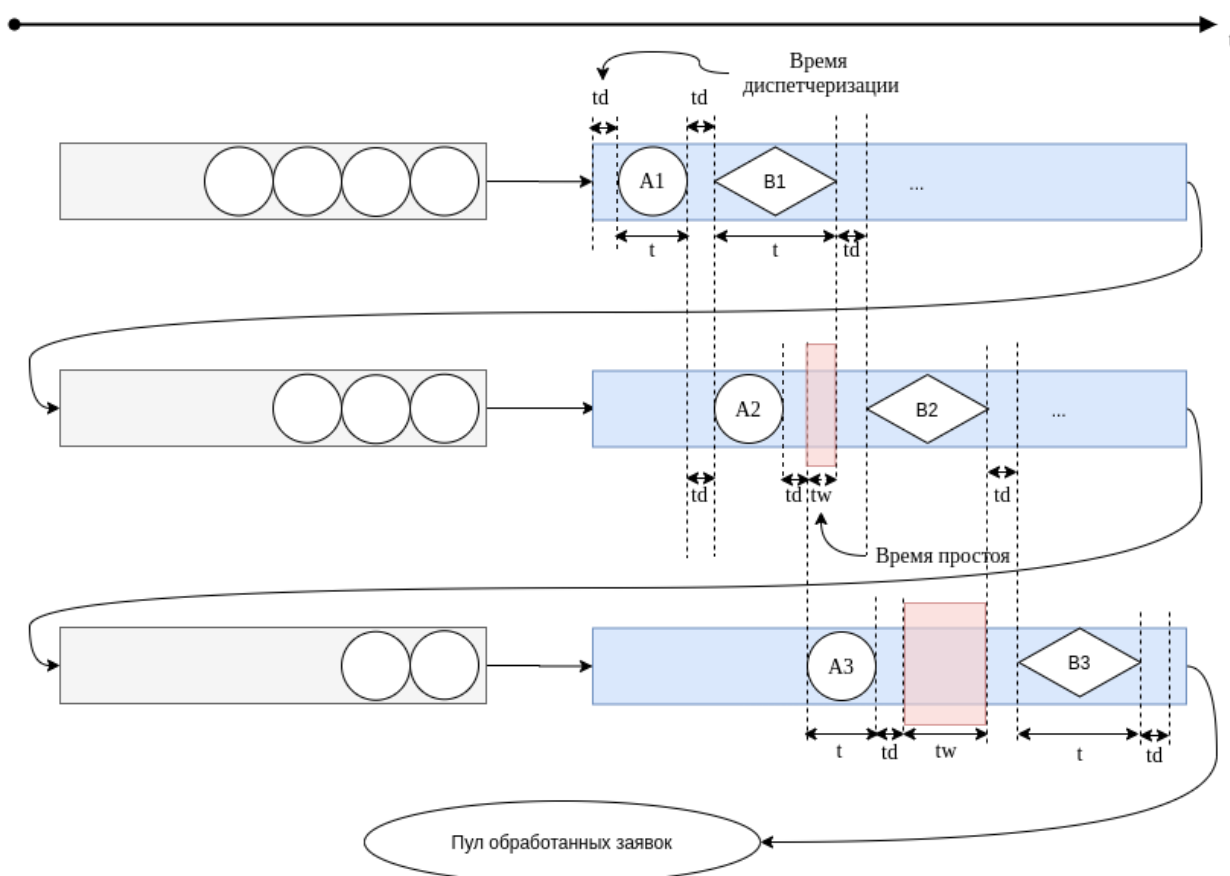 t
Время
диспетчеризации
td
td
A1
B1
...
t
t
td
A2
B2
...
td
td
tw
td
Время простоя
A3
B3
t
td
tw
t
td
Пул обработанных заявок